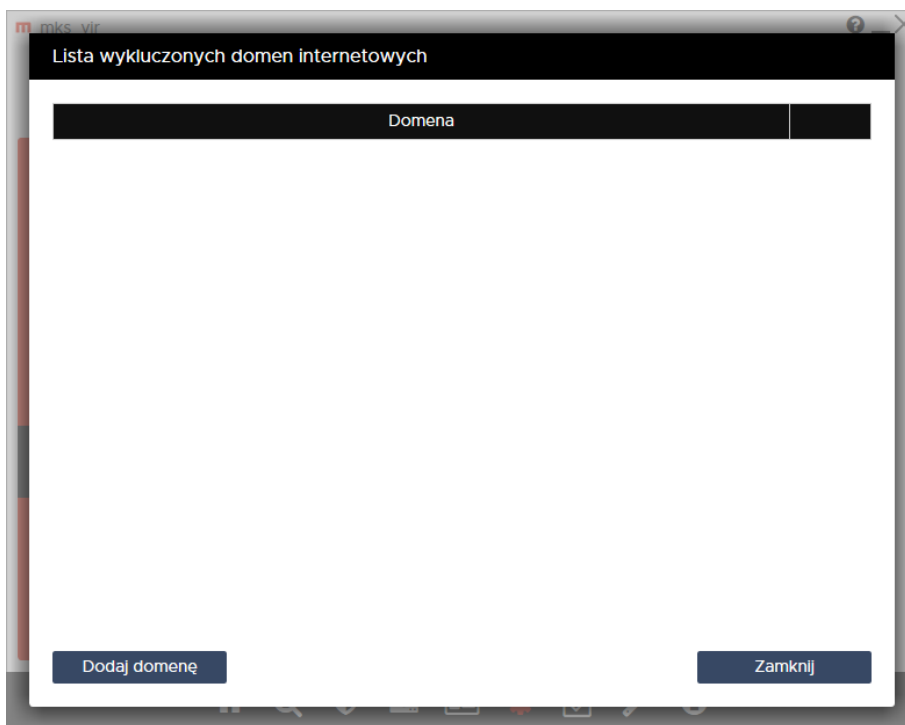 m mks_vir
Lista wykluczonych domen internetowych
Domena
Dodaj domenę
Zamknij